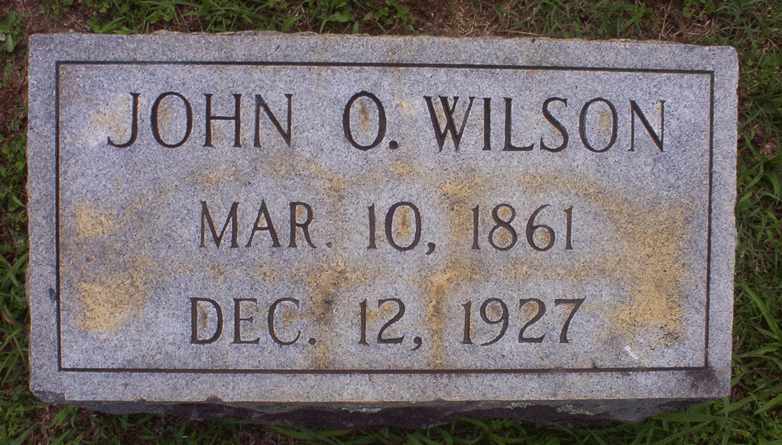 JOHN O. WILSON
MAR. 10, 1861
DEC. 12, 1927